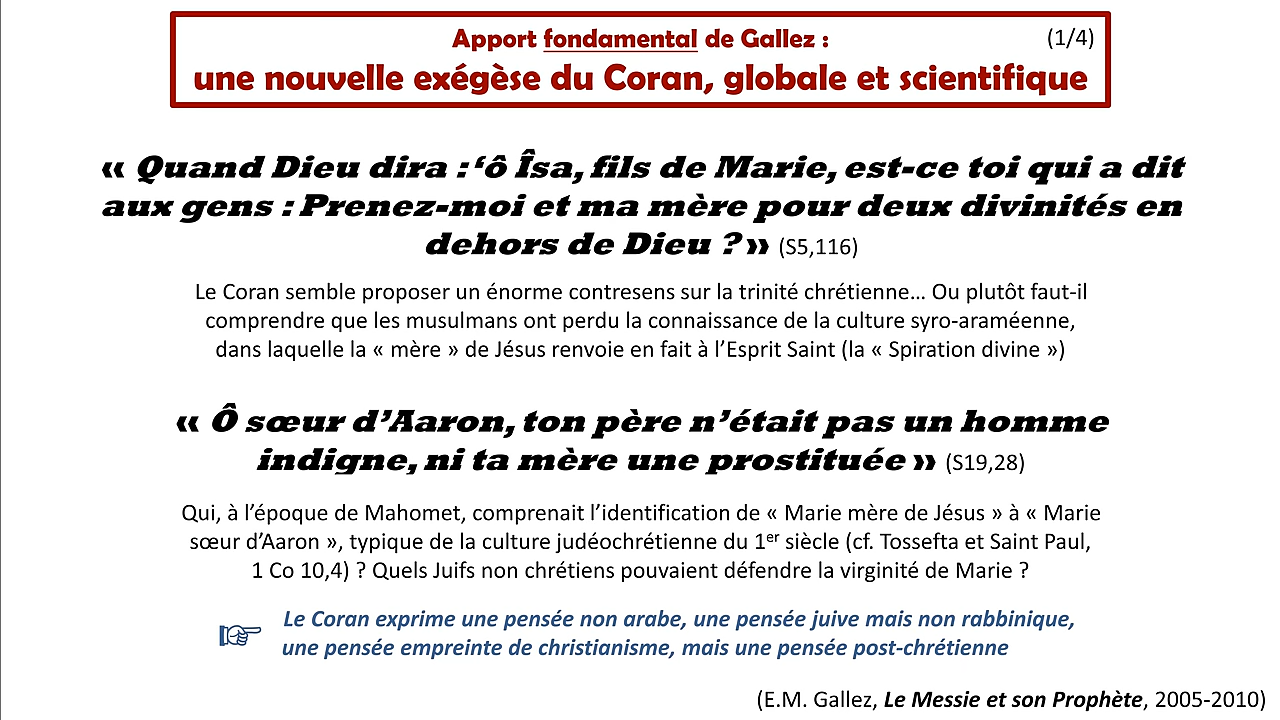 Apport fondamental de Gallez :
(1/4)
une nouvelle exégèse du Coran, globale et scientifique
« Quand Dieu dira : ‘ô Îsa, fils de Marie, est-ce toi qui a dit
aux gens : Prenez-moi et ma mère pour deux divinités en
dehors de Dieu ? » (S5,116)
Le Coran semble proposer un énorme contresens sur la trinité chrétienne… Ou plutôt faut-il
comprendre que les musulmans ont perdu la connaissance de la culture syro-araméenne,
dans laquelle la « mère » de Jésus renvoie en fait à l’Esprit Saint (la « Spiration divine »)
« Ô sœur d’Aaron, ton père n’était pas un homme
indigne, ni ta mère une prostituée » (S19,28)
Qui, à l’époque de Mahomet, comprenait l’identification de « Marie mère de Jésus » à « Marie
sœur d’Aaron », typique de la culture judéochrétienne du 1er siècle (cf. Tossefta et Saint Paul,
1 Co 10,4) ? Quels Juifs non chrétiens pouvaient défendre la virginité de Marie ?
Le Coran exprime une pensée non arabe, une pensée juive mais non rabbinique,
une pensée empreinte de christianisme, mais une pensée post-chrétienne
(E.M. Gallez, Le Messie et son Prophète, 2005-2010)